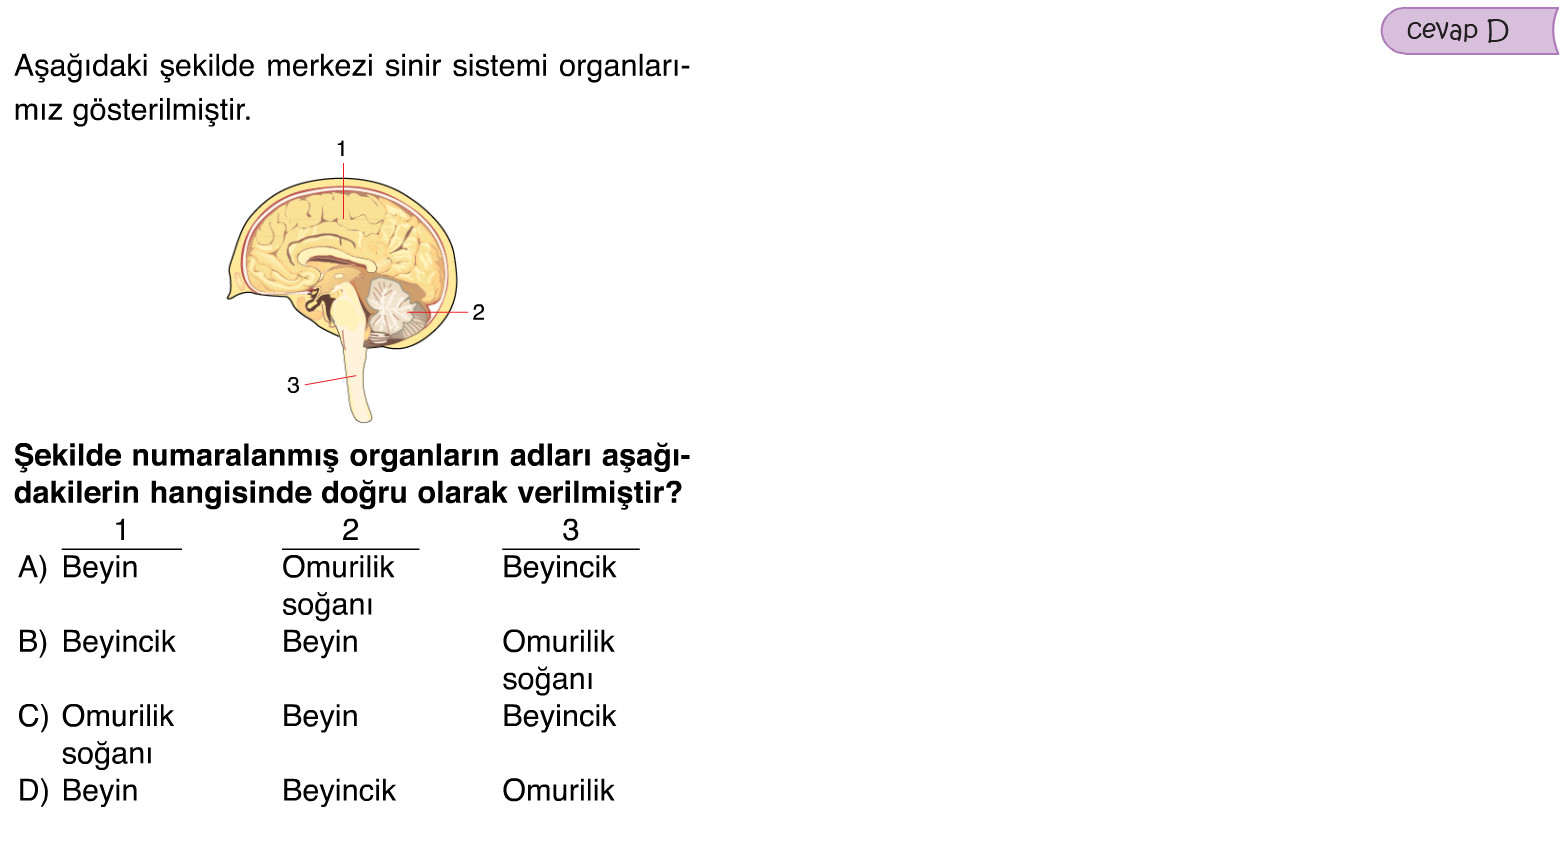 cevap D
Aşağıdaki şekilde merkezi sinir sistemi organları-
mız gösterilmiştir.
1
2
3
Şekilde numaralanmış organların adları aşağı-
dakilerin hangisinde doğru olarak verilmiştir?
1 2 3
A) Beyin Omurilik Beyincik
soğanı
B) Beyincik Beyin Omurilik
soğanı
C) Omurilik Beyin Beyincik
soğanı
D) Beyin Beyincik Omurilik